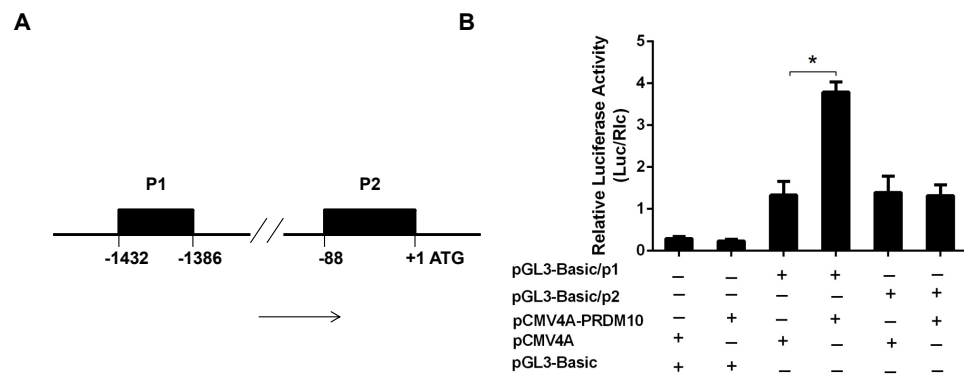 A
P1
P2
-1432
-1386
-88
+1 ATG
B
Relative Luciferase Activity
(Luc/Rlc)
5
4
3
2
1
0
*
pGL3-Basic/p1 — — + + — —
pGL3-Basic/p2 — — — — + +
pCMV4A-PRDM10 — + — + — +
pCMV4A + — + — + —
pGL3-Basic + + — — — —